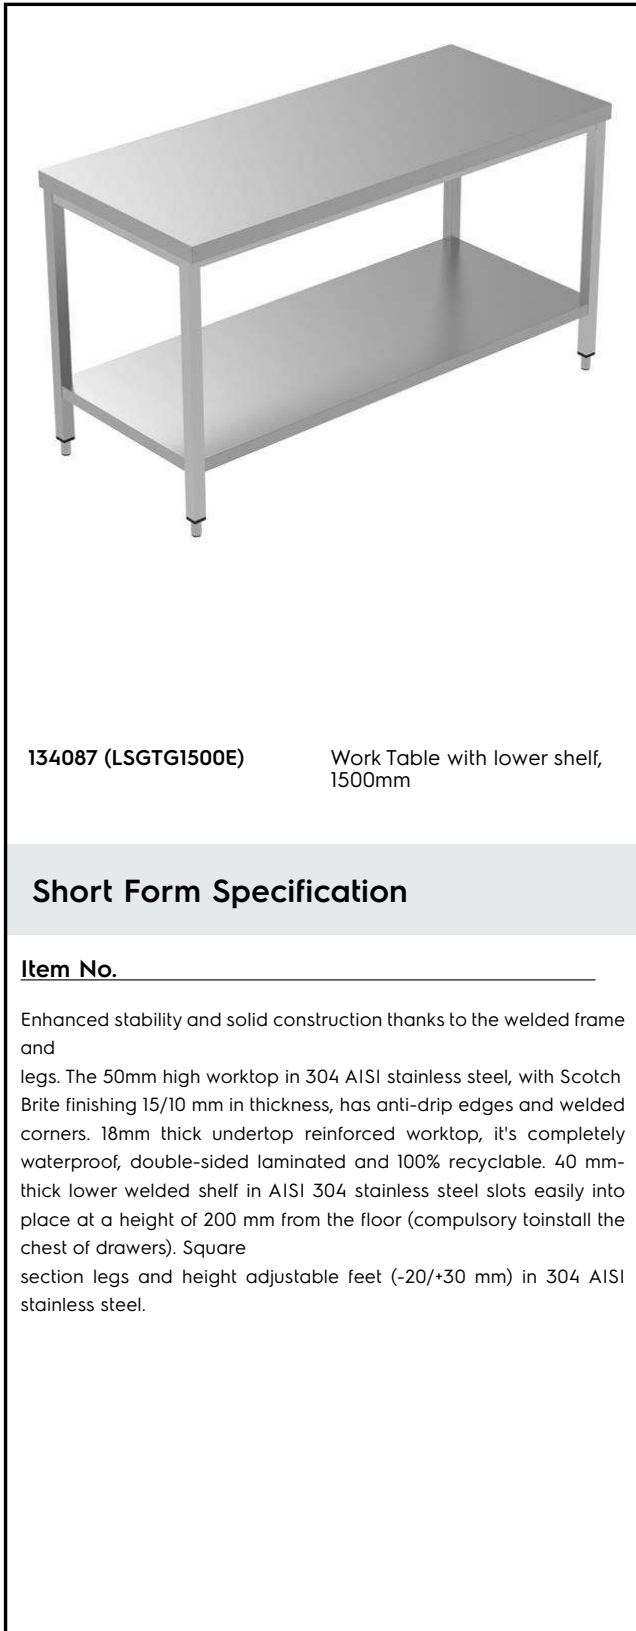 134087 (LSGTG1500E)
Work Table with lower shelf,
1500mm
Short Form Specification
Item No.
Enhanced stability and solid construction thanks to the welded frame
and
legs. The 50mm high worktop in 304 AISI stainless steel, with Scotch
Brite finishing 15/10 mm in thickness, has anti-drip edges and welded
corners. 18mm thick undertop reinforced worktop, it's completely
waterproof, double-sided laminated and 100% recyclable. 40 mm-
thick lower welded shelf in AISI 304 stainless steel slots easily into
place at a height of 200 mm from the floor (compulsory toinstall the
chest of drawers). Square
section legs and height adjustable feet (-20/+30 mm) in 304 AISI
stainless steel.